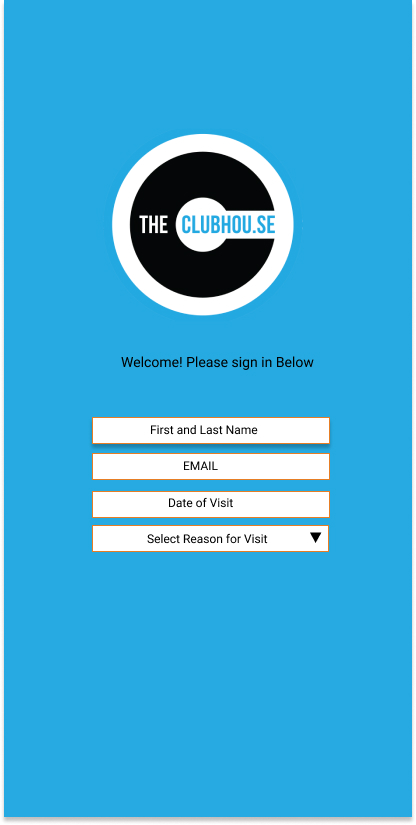 THE CLUBHOU.SE
Welcome! Please sign in Below
First and Last Name
EMAIL
Date of Visit
Select Reason for Visit